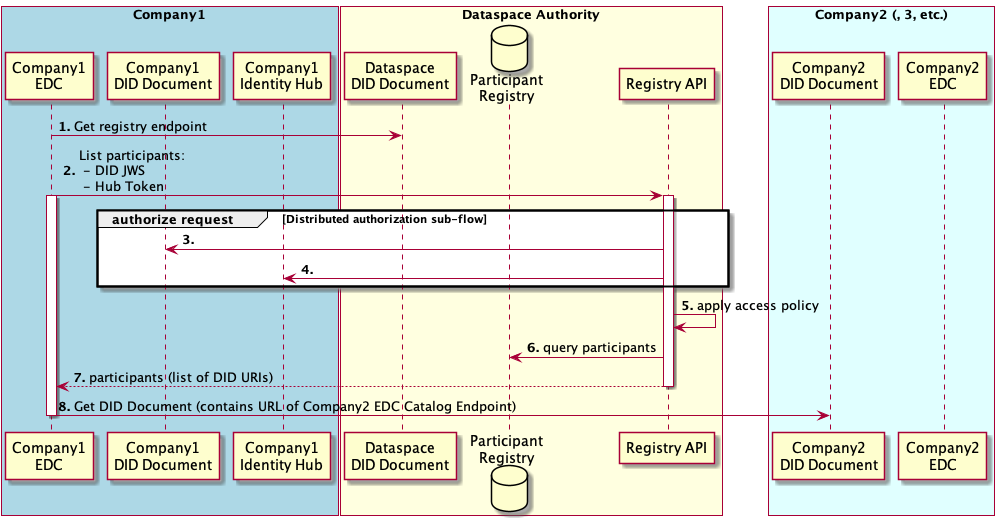 Company1
Dataspace Authority
Company2 (, 3, etc.)
Company1
EDC
Company1
DID Document
Company1
Identity Hub
Dataspace
DID Document
Participant
Registry
Registry API
Company2
DID Document
Company2
EDC
1. Get registry endpoint
List participants:
2. - DID JWS
- Hub Token
authorize request [Distributed authorization sub-flow]
3.
4.
5. apply access policy
6. query participants
7. participants (list of DID URIs)
8. Get DID Document (contains URL of Company2 EDC Catalog Endpoint)
Company1
EDC
Company1
DID Document
Company1
Identity Hub
Dataspace
DID Document
Participant
Registry
Registry API
Company2
DID Document
Company2
EDC